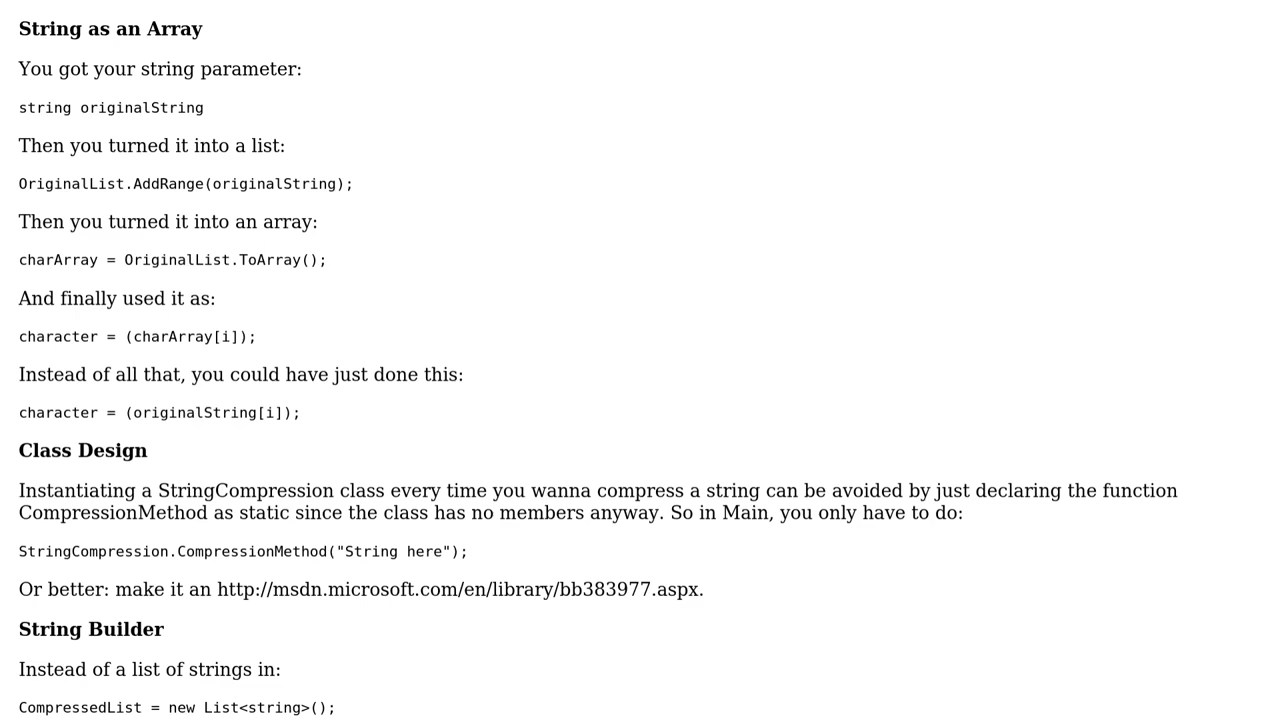 String as an Array
You got your string parameter:
string originalString
Then you turned it into a list:
OriginalList.AddRange(originalString);
Then you turned it into an array:
charArray = OriginalList.ToArray();
And finally used it as:
character = (charArray[i]);
Instead of all that, you could have just done this:
character = (originalString[i]);
Class Design
Instantiating a StringCompression class every time you wanna compress a string can be avoided by just declaring the function
CompressionMethod as static since the class has no members anyway. So in Main, you only have to do:
StringCompression.CompressionMethod("String here");
Or better: make it an http://msdn.microsoft.com/en/library/bb383977.aspx.
String Builder
Instead of a list of strings in:
CompressedList = new List<string>();